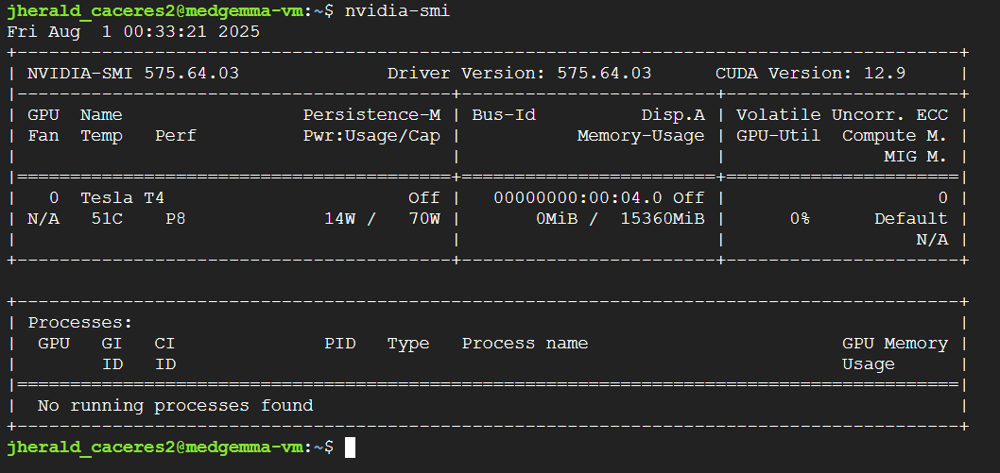 jherald_caceres2@medgemma-vm:~$ nvidia-smi
Fri Aug  1 00:33:21 2025
+-----------------------------------------------------------------------------------------+
| NVIDIA-SMI 575.64.03              Driver Version: 575.64.03      CUDA Version: 12.9     |
|-----------------------------------------+------------------------+----------------------+
| GPU  Name                 Persistence-M | Bus-Id          Disp.A | Volatile Uncorr. ECC |
| Fan  Temp   Perf          Pwr:Usage/Cap |           Memory-Usage | GPU-Util  Compute M. |
|                                         |                        |               MIG M. |
|=========================================+========================+======================|
|   0  Tesla T4                       Off |   00000000:00:04.0 Off |                    0 |
| N/A   51C    P8             14W /   70W |       0MiB /  15360MiB |      0%      Default |
|                                         |                        |                  N/A |
+-----------------------------------------+------------------------+----------------------+

+-----------------------------------------------------------------------------------------+
| Processes:                                                                              |
|  GPU   GI   CI              PID   Type   Process name                        GPU Memory |
|        ID   ID                                                               Usage      |
|=========================================================================================|
|  No running processes found                                                             |
+-----------------------------------------------------------------------------------------+
jherald_caceres2@medgemma-vm:~$